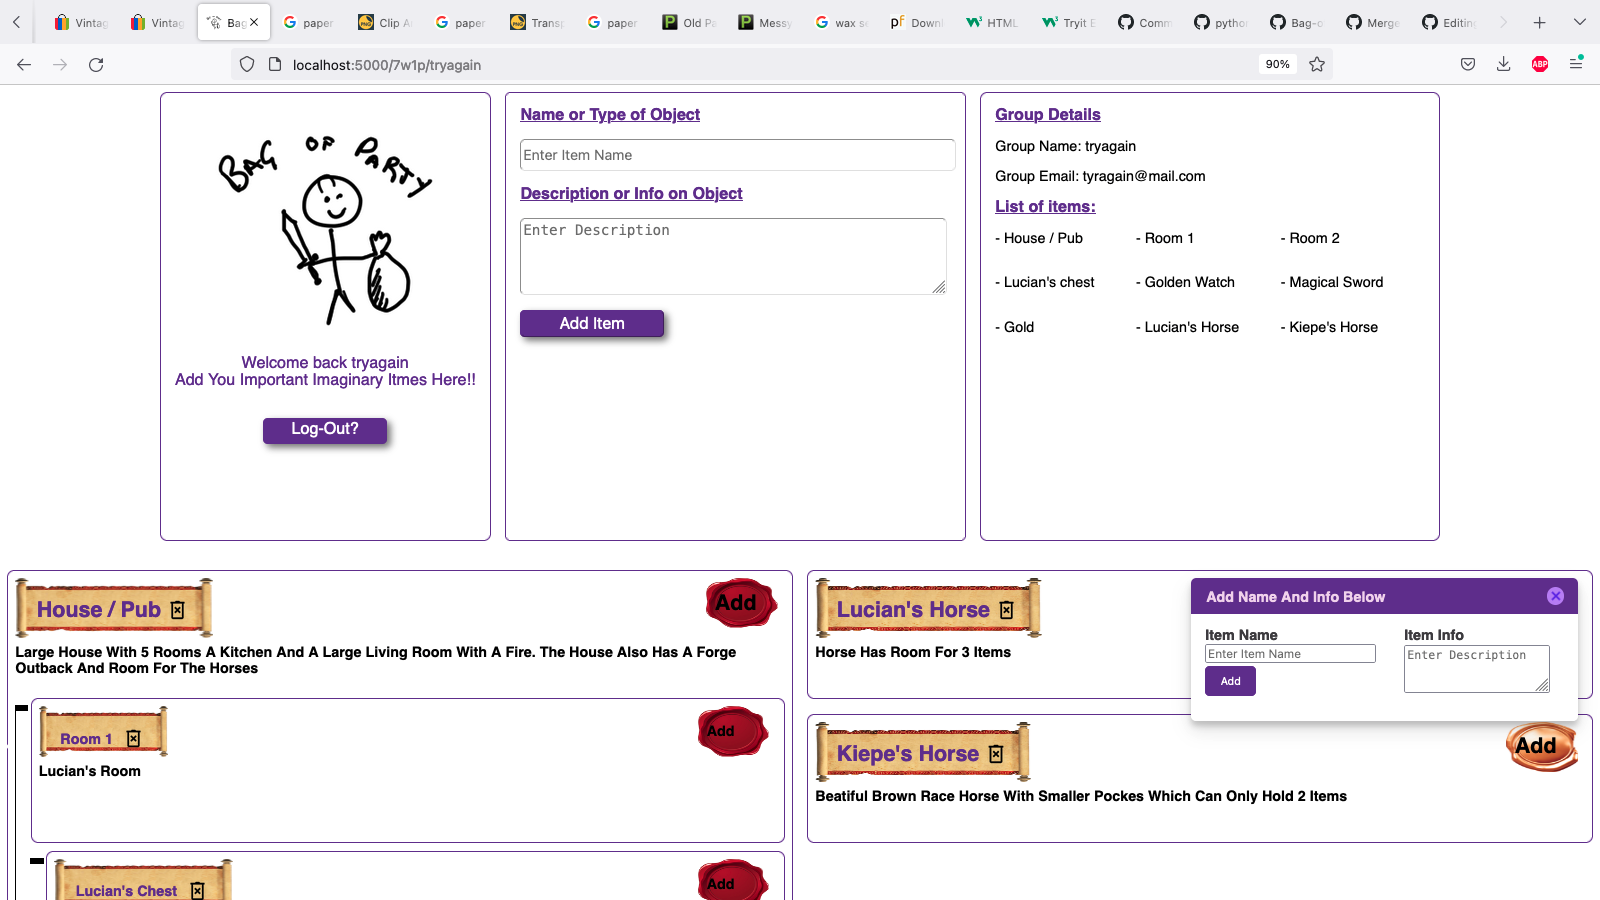 Vintag
Vintag
Bag
paper
Clip A
paper
Transp
paper
Old Pa
Messy
wax se
Downl
HTML
Tryit E
Comm
pytho
Bag-o
Merge
Editing
localhost:5000/7w1p/tryagain
90%
ABP
BAG OF PARTY
Welcome back tryagain
Add You Important Imaginary Itmes Here!!
Log-Out?
Name or Type of Object
Enter Item Name
Description or Info on Object
Enter Description
Add Item
Group Details
Group Name: tryagain
Group Email: tyragain@mail.com
List of items:
- House / Pub - Room 1 - Room 2
- Lucian's chest - Golden Watch - Magical Sword
- Gold - Lucian's Horse - Kiepe's Horse
House / Pub
Add
Large House With 5 Rooms A Kitchen And A Large Living Room With A Fire. The House Also Has A Forge
Outback And Room For The Horses
Room 1
Add
Lucian's Room
Lucian's Chest
Add
Lucian's Horse
Horse Has Room For 3 Items
Add Name And Info Below
Item Name
Enter Item Name
Add
Item Info
Enter Description
Kiepe's Horse
Add
Beatiful Brown Race Horse With Smaller Pockes Which Can Only Hold 2 Items